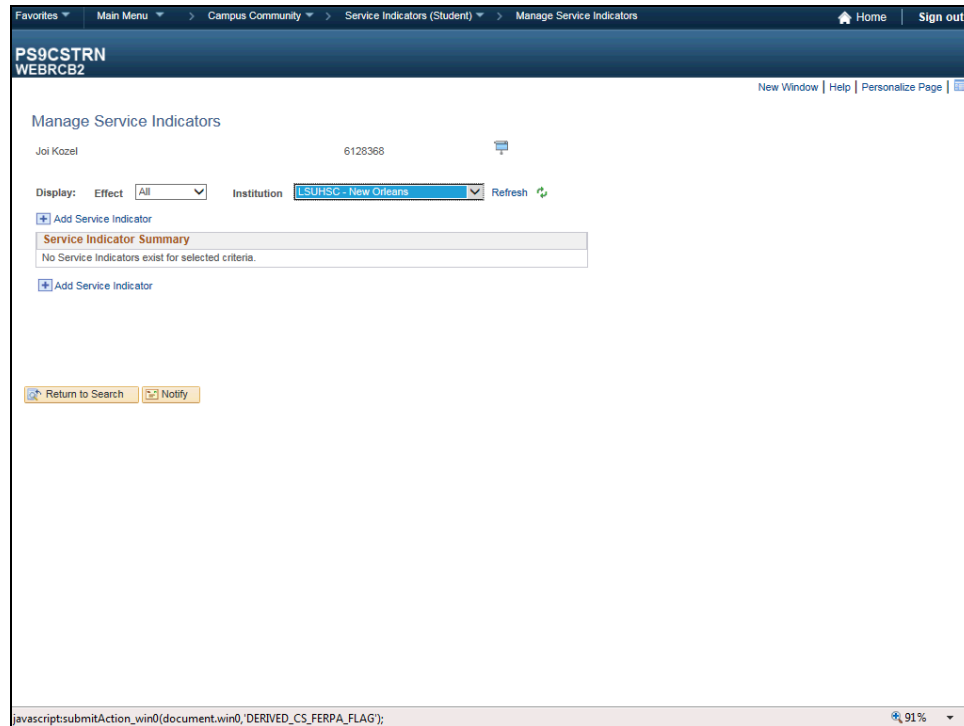 Favorites Main Menu > Campus Community > Service Indicators (Student) > Manage Service Indicators Home Sign out
PS9CSTRN
WEBRCB2
New Window | Help | Personalize Page |
Manage Service Indicators
Joi Kozel 6128368
Display: Effect All Institution LSUHSC - New Orleans Refresh
Add Service Indicator
Service Indicator Summary
No Service Indicators exist for selected criteria.
Add Service Indicator
Return to Search Notify
javascript:submitAction_win0(document.win0,'DERIVED_CS_FERPA_FLAG'); 91%